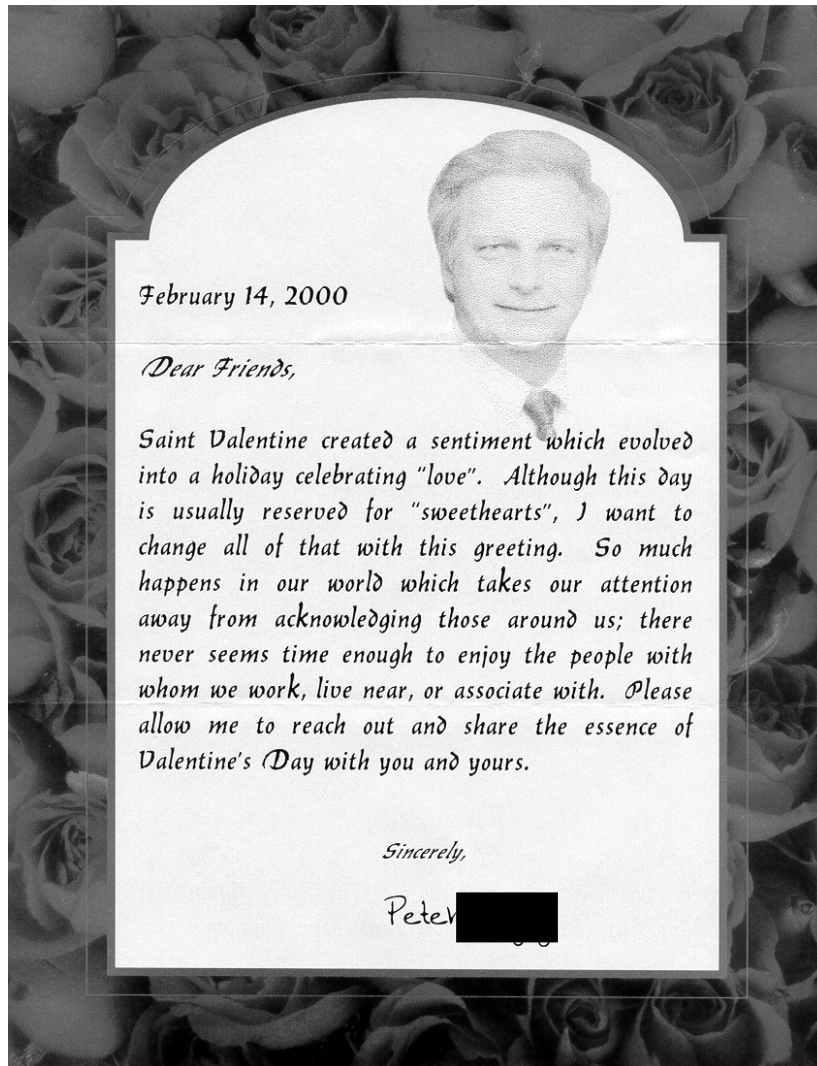 February 14, 2000
Dear Friends,
Saint Valentine created a sentiment which evolved
into a holiday celebrating "love". Although this day
is usually reserved for "sweethearts", I want to
change all of that with this greeting. So much
happens in our world which takes our attention
away from acknowledging those around us; there
never seems time enough to enjoy the people with
whom we work, live near, or associate with. Please
allow me to reach out and share the essence of
Valentine's Day with you and yours.
Sincerely,
Peter